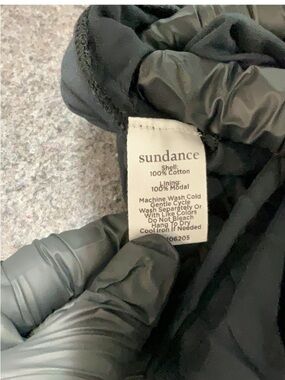 sundance
Shell:
100% Cotton
Lining:
100% Modal
Machine Wash Cold
Gentle Cycle
Wash Separately Or
With Like Colors
Do Not Bleach
Hang To Dry
Cool Iron If Needed